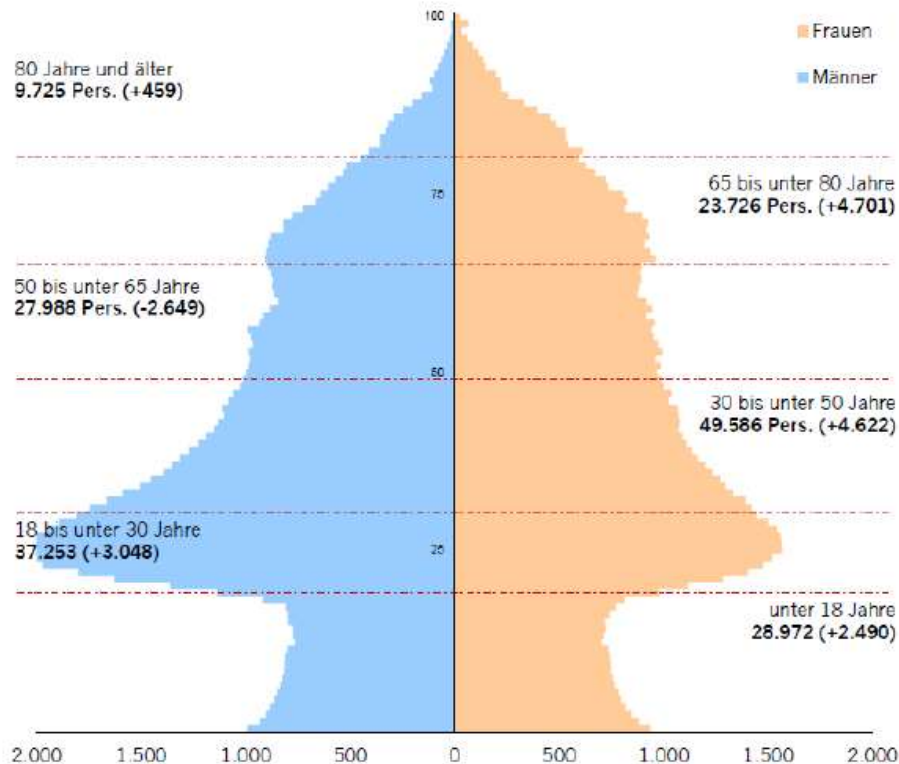 100
Frauen
Männer
80 Jahre und älter
9.725 Pers. (+459)
65 bis unter 80 Jahre
23.726 Pers. (+4.701)
75
50 bis unter 65 Jahre
27.988 Pers. (-2.649)
50
30 bis unter 50 Jahre
49.586 Pers. (+4.622)
18 bis unter 30 Jahre
37.253 (+3.048)
25
unter 18 Jahre
28.972 (+2.490)
2.000 1.500 1.000 500 0 500 1.000 1.500 2.000